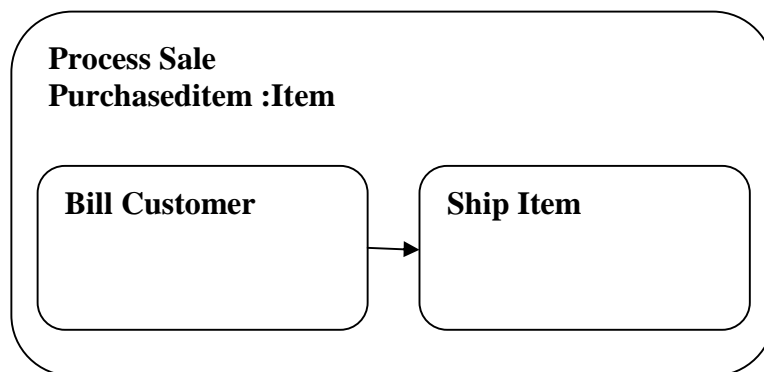 Process Sale
Purchaseditem :Item
Bill Customer
Ship Item